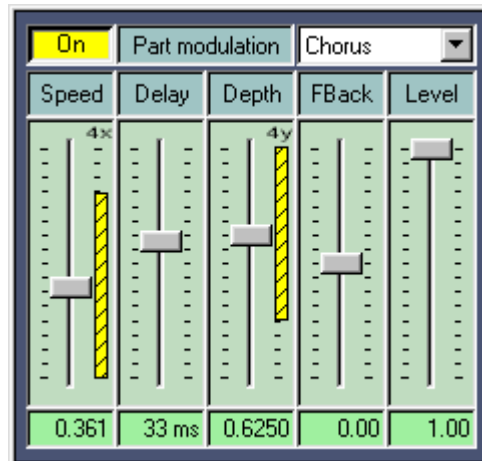 On Part modulation Chorus
Speed Delay Depth FBack Level
4x 4y
0.361 33 ms 0.6250 0.00 1.00